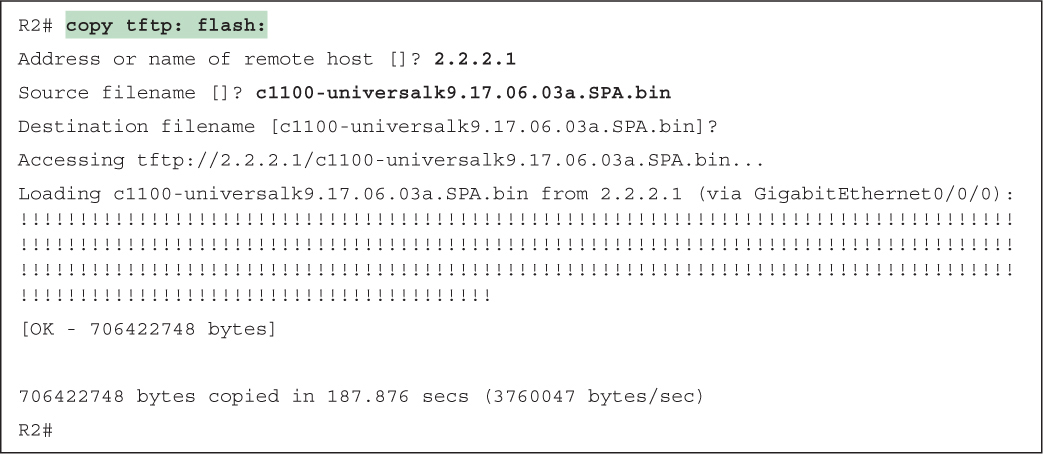 R2# copy tftp: flash:
Address or name of remote host []? 2.2.2.1
Source filename []? c1100-universalk9.17.06.03a.SPA.bin
Destination filename [c1100-universalk9.17.06.03a.SPA.bin]?
Accessing tftp://2.2.2.1/c1100-universalk9.17.06.03a.SPA.bin...
Loading c1100-universalk9.17.06.03a.SPA.bin from 2.2.2.1 (via GigabitEthernet0/0/0):
!!!!!!!!!!!!!!!!!!!!!!!!!!!!!!!!!!!!!!!!!!!!!!!!!!!!!!!!!!!!!!!!!!!!!!!!!!!!!!!!!!!!
!!!!!!!!!!!!!!!!!!!!!!!!!!!!!!!!!!!!!!!!!!!!!!!!!!!!!!!!!!!!!!!!!!!!!!!!!!!!!!!!!!!!
!!!!!!!!!!!!!!!!!!!!!!!!!!!!!!!!!!!!!!!!!!!!!!!!!!!!!!!!!!!!!!!!!!!!!!!!!!!!!!!!!!!!
!!!!!!!!!!!!!!!!!!!!!!!!!!!!!!!!!!!!!!!!
[OK - 706422748 bytes]
706422748 bytes copied in 187.876 secs (3760047 bytes/sec)
R2#